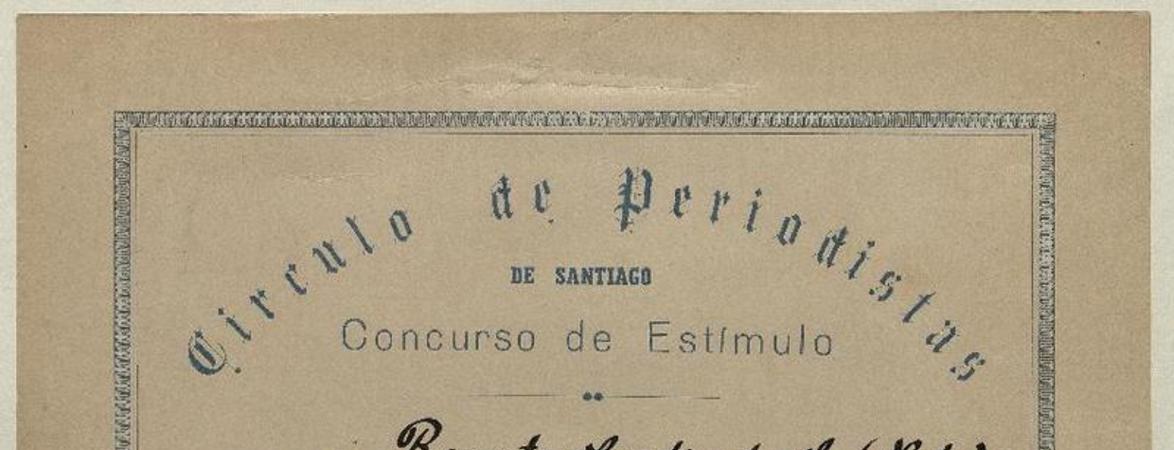 Circulo de Periodistas
DE SANTIAGO
Concurso de Estímulo